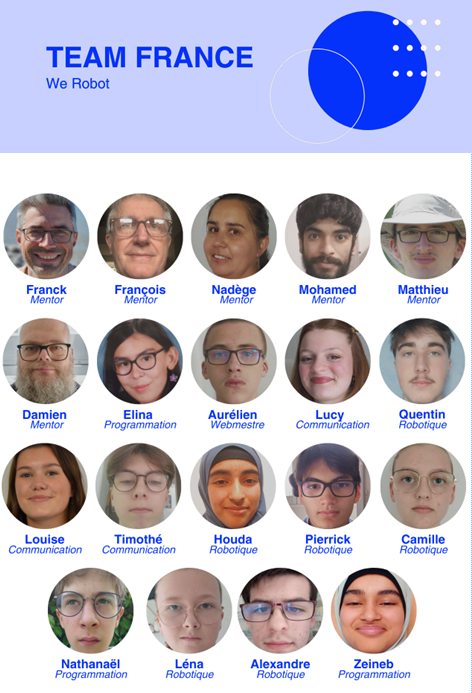 TEAM FRANCE
We Robot
Franck
Mentor
François
Mentor
Nadège
Mentor
Mohamed
Mentor
Matthieu
Mentor
Damien
Mentor
Elina
Programmation
Aurélien
Webmestre
Lucy
Communication
Quentin
Robotique
Louise
Communication
Timothé
Communication
Houda
Robotique
Pierrick
Robotique
Camille
Robotique
Nathanaël
Programmation
Léna
Robotique
Alexandre
Robotique
Zeineb
Programmation